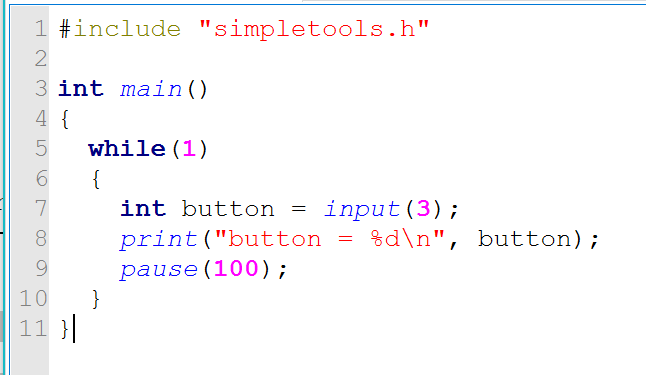 1 #include "simpletools.h"
2
3 int main()
4 {
5   while(1)
6   {
7     int button = input(3);
8     print("button = %d\n", button);
9     pause(100);
10   }
11 }